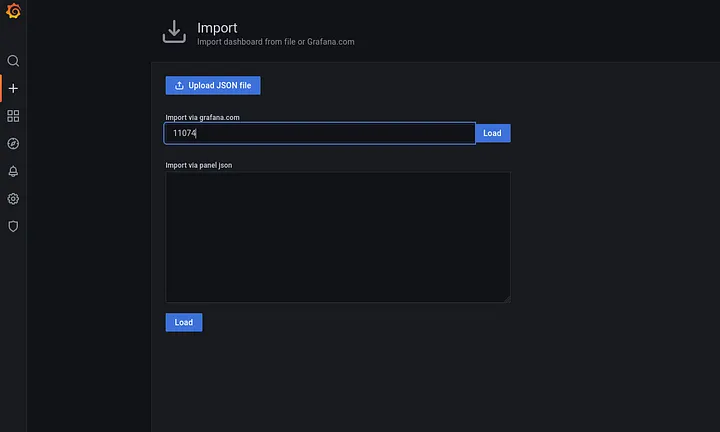 Import
Import dashboard from file or Grafana.com
Upload JSON file
Import via grafana.com
11074
Load
Import via panel json
Load